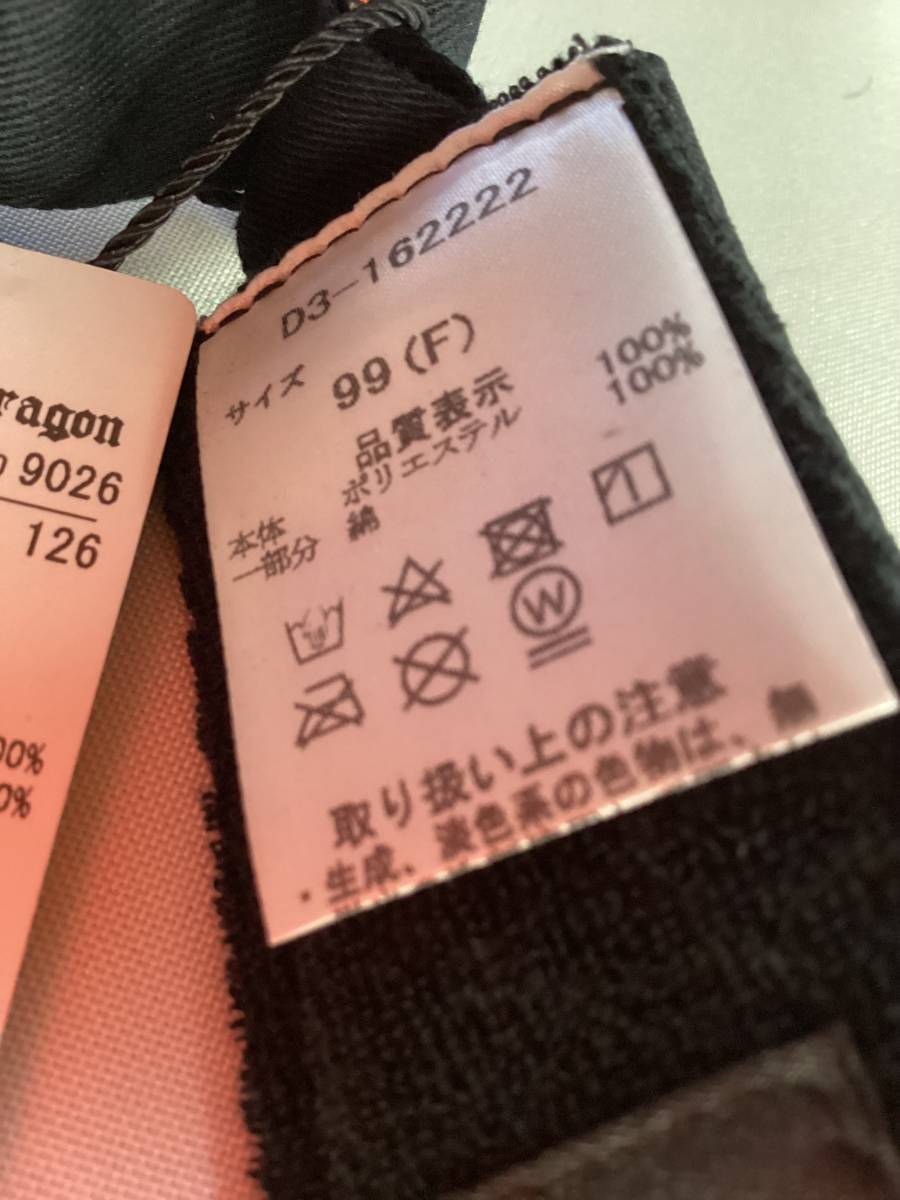 D3-162222
サイズ 99(F)
品質表示
本体 ポリエステル 100%
一部分 綿 100%
W
取り扱い上の注意
・生成、淡色系の色物は、無
ragon
9026
126
00%
0%